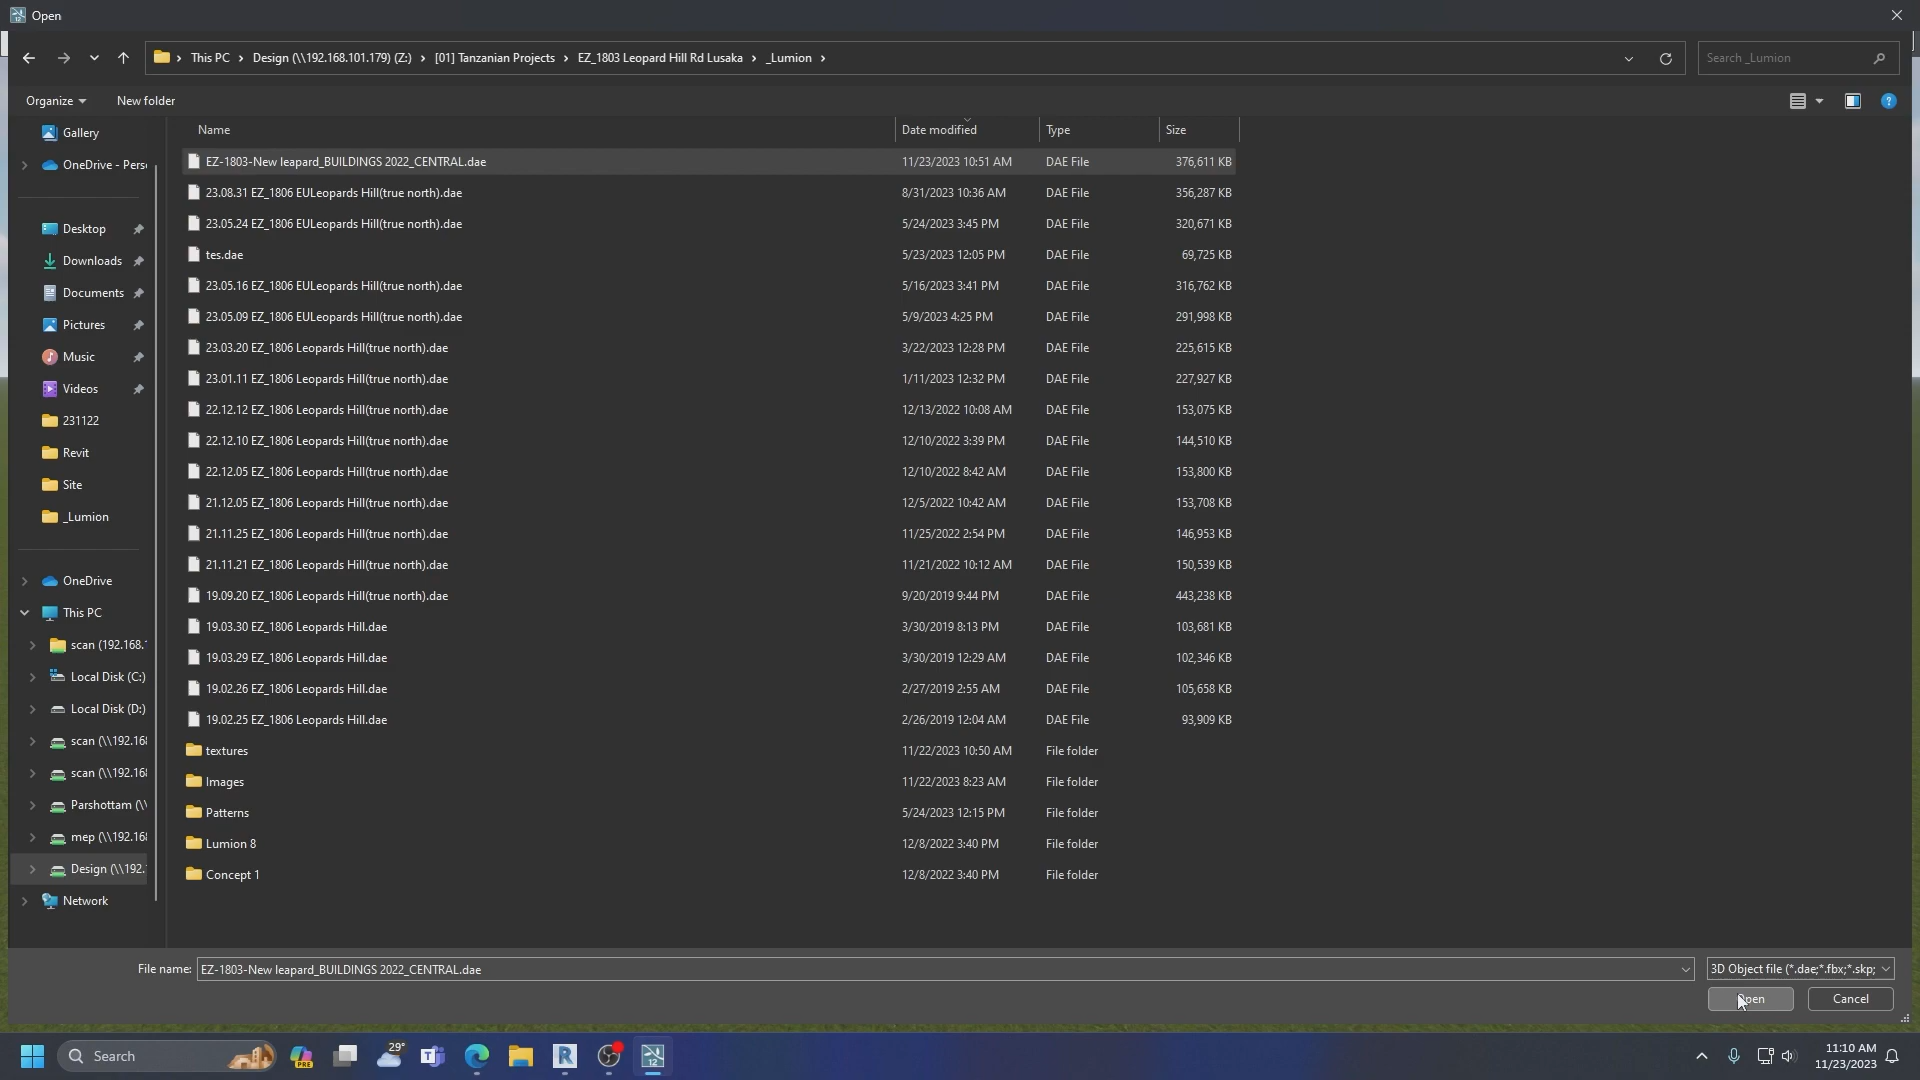 Open
This PC > Design (\\192.168.101.179) (Z:) > [01] Tanzanian Projects > EZ_1803 Leopard Hill Rd Lusaka > _Lumion >
Search _Lumion
Organize
New folder
Gallery
OneDrive - Pers
Desktop
Downloads
Documents
Pictures
Music
Videos
231122
Revit
Site
_Lumion
OneDrive
This PC
scan (192.168.1
Local Disk (C:)
Local Disk (D:)
scan (\\192.168
scan (\\192.168
Parshottam (\\
mep (\\192.168
Design (\\192.1
Network
Name Date modified Type Size
EZ-1803-New leapard_BUILDINGS 2022_CENTRAL.dae 11/23/2023 10:51 AM DAE File 376,611 KB
23.08.31 EZ_1806 EULeopards Hill(true north).dae 8/31/2023 10:36 AM DAE File 356,287 KB
23.05.24 EZ_1806 EULeopards Hill(true north).dae 5/24/2023 3:45 PM DAE File 320,671 KB
tes.dae 5/23/2023 12:05 PM DAE File 69,725 KB
23.05.16 EZ_1806 EULeopards Hill(true north).dae 5/16/2023 3:41 PM DAE File 316,762 KB
23.05.09 EZ_1806 EULeopards Hill(true north).dae 5/9/2023 4:25 PM DAE File 291,998 KB
23.03.20 EZ_1806 Leopards Hill(true north).dae 3/22/2023 12:28 PM DAE File 225,615 KB
23.01.11 EZ_1806 Leopards Hill(true north).dae 1/11/2023 12:32 PM DAE File 227,927 KB
22.12.12 EZ_1806 Leopards Hill(true north).dae 12/13/2022 10:08 AM DAE File 153,075 KB
22.12.10 EZ_1806 Leopards Hill(true north).dae 12/10/2022 3:39 PM DAE File 144,510 KB
22.12.05 EZ_1806 Leopards Hill(true north).dae 12/10/2022 8:42 AM DAE File 153,800 KB
21.12.05 EZ_1806 Leopards Hill(true north).dae 12/5/2022 10:42 AM DAE File 153,708 KB
21.11.25 EZ_1806 Leopards Hill(true north).dae 11/25/2022 2:54 PM DAE File 146,953 KB
21.11.21 EZ_1806 Leopards Hill(true north).dae 11/21/2022 10:12 AM DAE File 150,539 KB
19.09.20 EZ_1806 Leopards Hill(true north).dae 9/20/2019 9:44 PM DAE File 443,238 KB
19.03.30 EZ_1806 Leopards Hill.dae 3/30/2019 8:13 PM DAE File 103,681 KB
19.03.29 EZ_1806 Leopards Hill.dae 3/30/2019 12:29 AM DAE File 102,346 KB
19.02.26 EZ_1806 Leopards Hill.dae 2/27/2019 2:55 AM DAE File 105,658 KB
19.02.25 EZ_1806 Leopards Hill.dae 2/26/2019 12:04 AM DAE File 93,909 KB
textures 11/22/2023 10:50 AM File folder
Images 11/22/2023 8:23 AM File folder
Patterns 5/24/2023 12:15 PM File folder
Lumion 8 12/8/2022 3:40 PM File folder
Concept 1 12/8/2022 3:40 PM File folder
File name: EZ-1803-New leapard_BUILDINGS 2022_CENTRAL.dae
3D Object file (*.dae;*.fbx;*.skp;
Open
Cancel
Search
PRE
29°
12
11:10 AM
11/23/2023